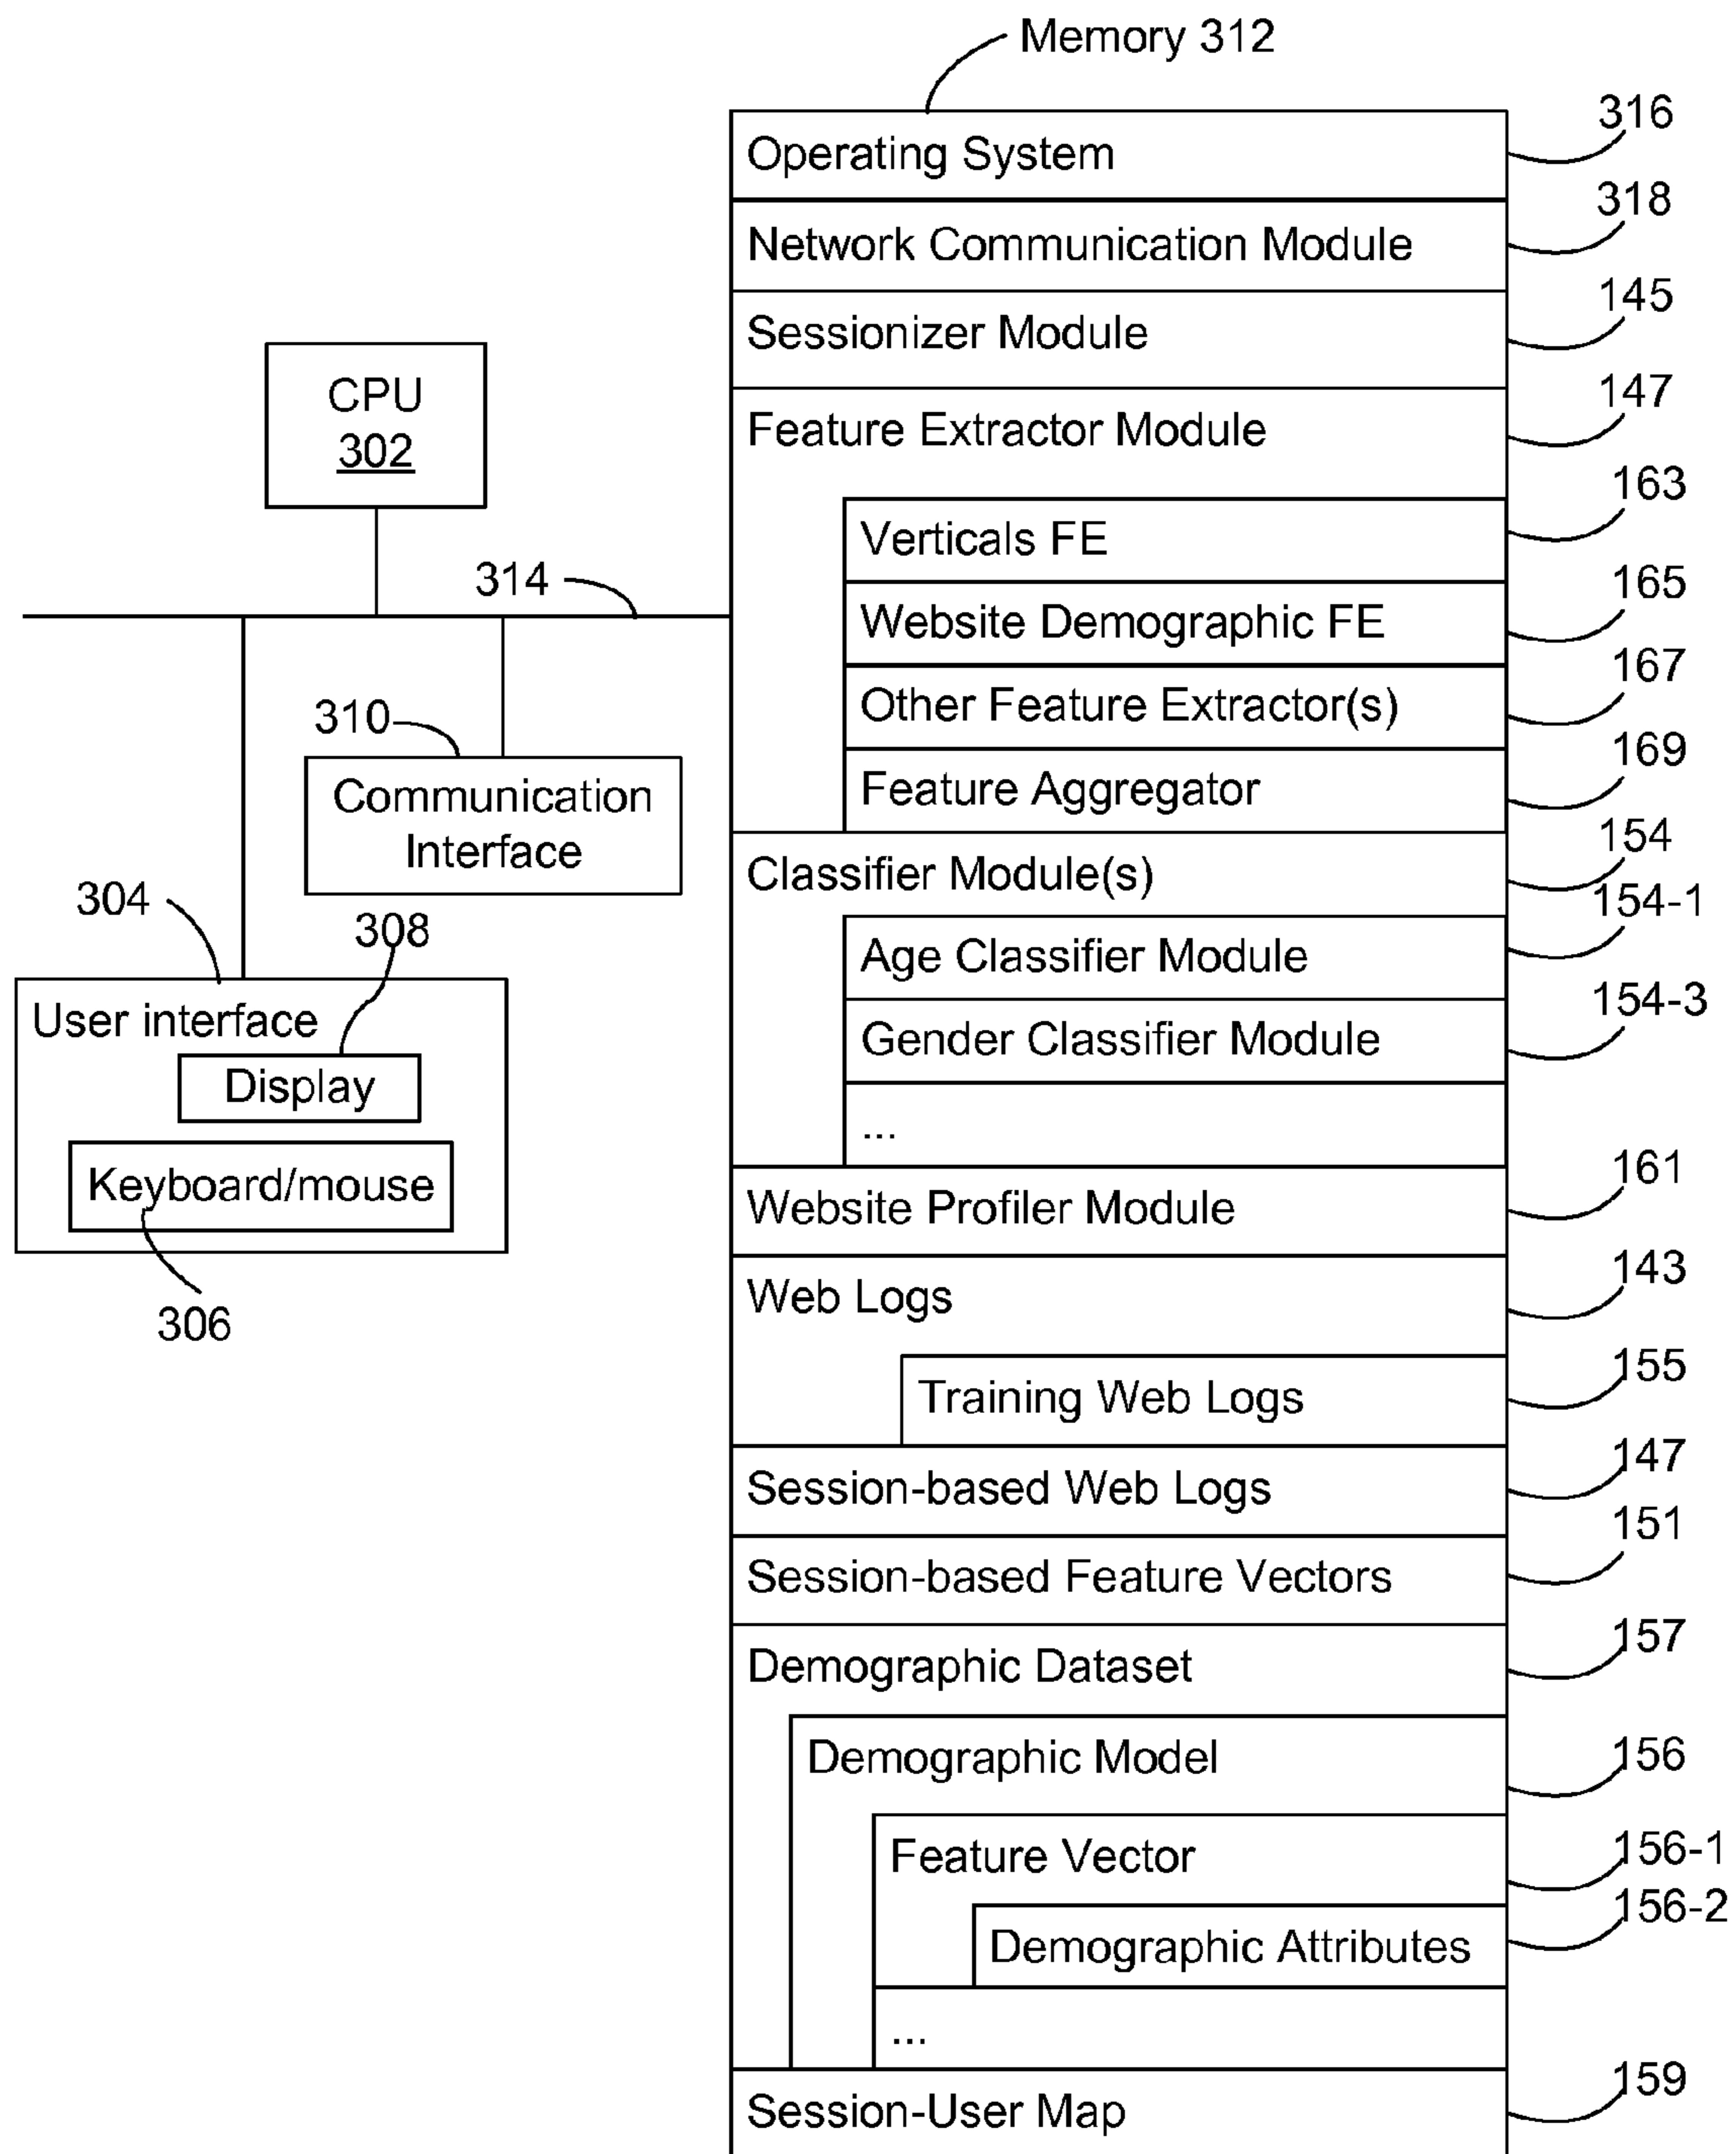 Memory 312
Operating System
316
Network Communication Module
318
Sessionizer Module
145
CPU
302
Feature Extractor Module
147
Verticals FE
163
314
Website Demographic FE
165
Other Feature Extractor(s)
167
310
Communication
Interface
Feature Aggregator
169
Classifier Module(s)
154
304
308
Age Classifier Module
154-1
User interface
Display
Keyboard/mouse
306
Gender Classifier Module
154-3
...
Website Profiler Module
161
Web Logs
143
Training Web Logs
155
Session-based Web Logs
147
Session-based Feature Vectors
151
Demographic Dataset
157
Demographic Model
156
Feature Vector
156-1
Demographic Attributes
156-2
...
Session-User Map
159